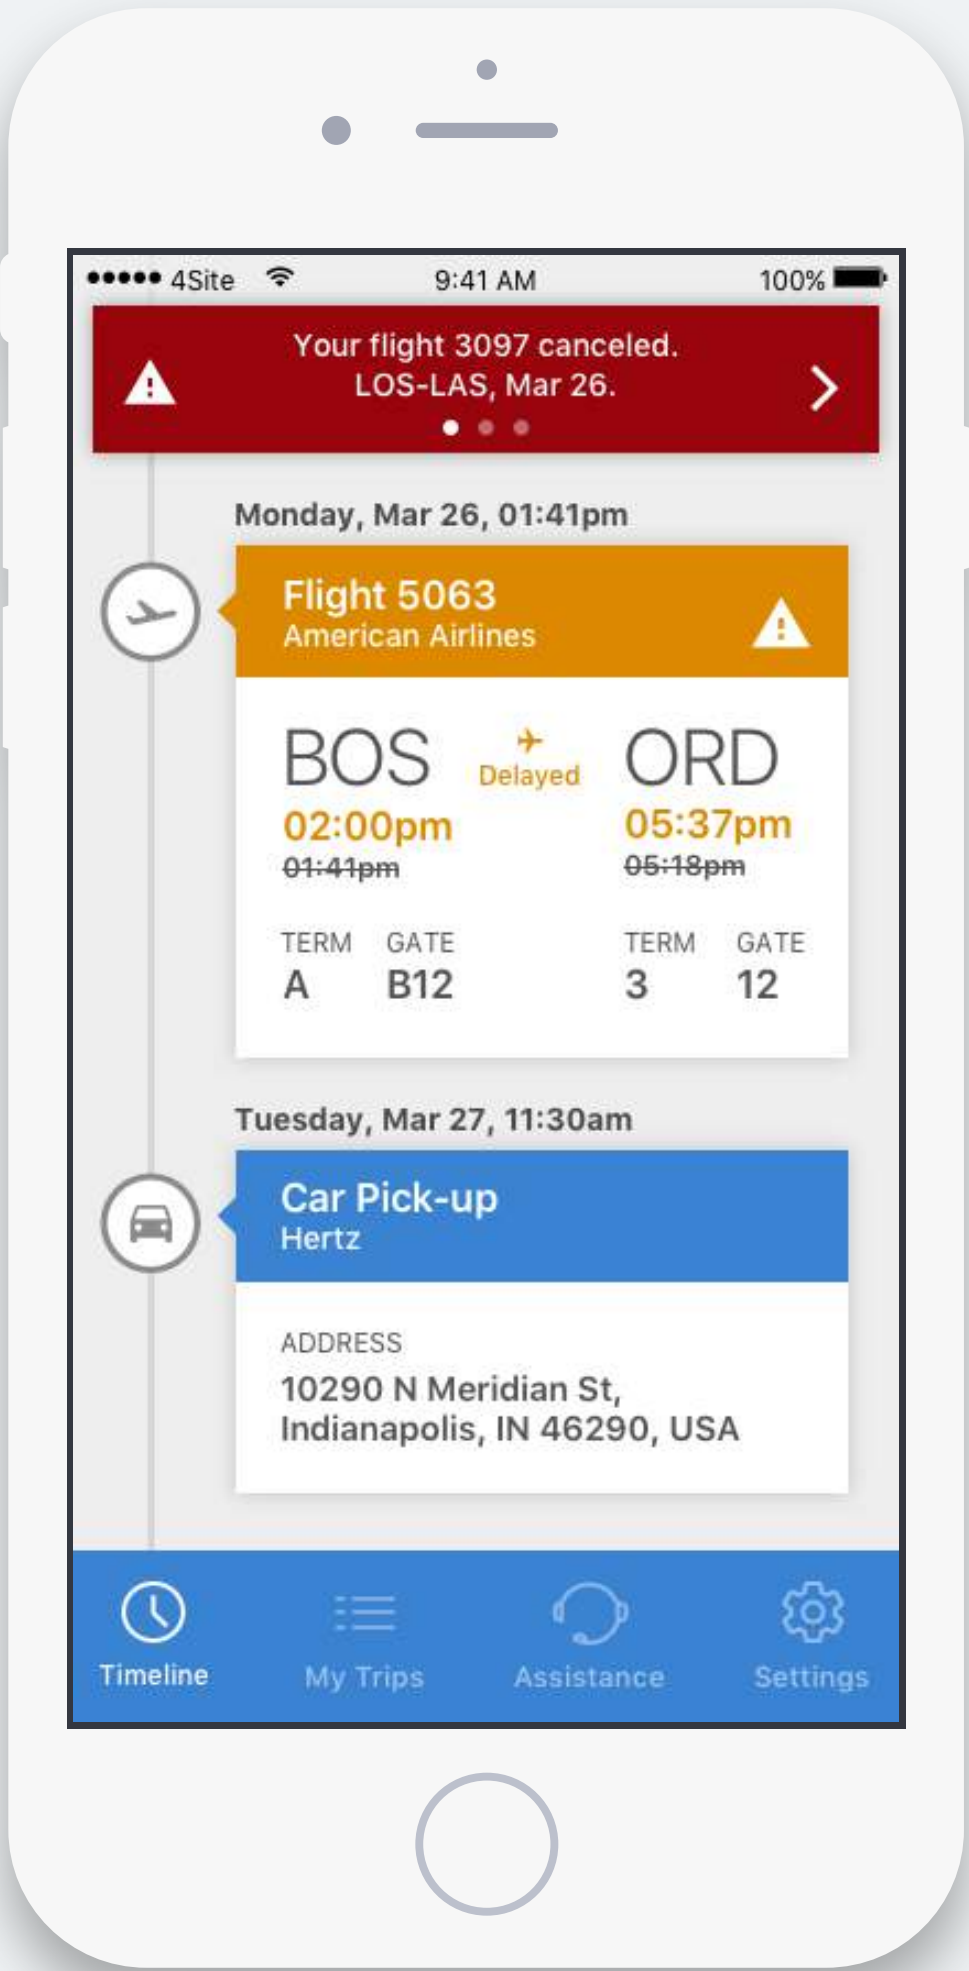 4Site 9:41 AM 100%
Your flight 3097 canceled.
LOS-LAS, Mar 26.
Monday, Mar 26, 01:41pm
Flight 5063
American Airlines
BOS Delayed ORD
02:00pm 05:37pm
01:41pm 05:18pm
TERM GATE TERM GATE
A B12 3 12
Tuesday, Mar 27, 11:30am
Car Pick-up
Hertz
ADDRESS
10290 N Meridian St,
Indianapolis, IN 46290, USA
Timeline My Trips Assistance Settings